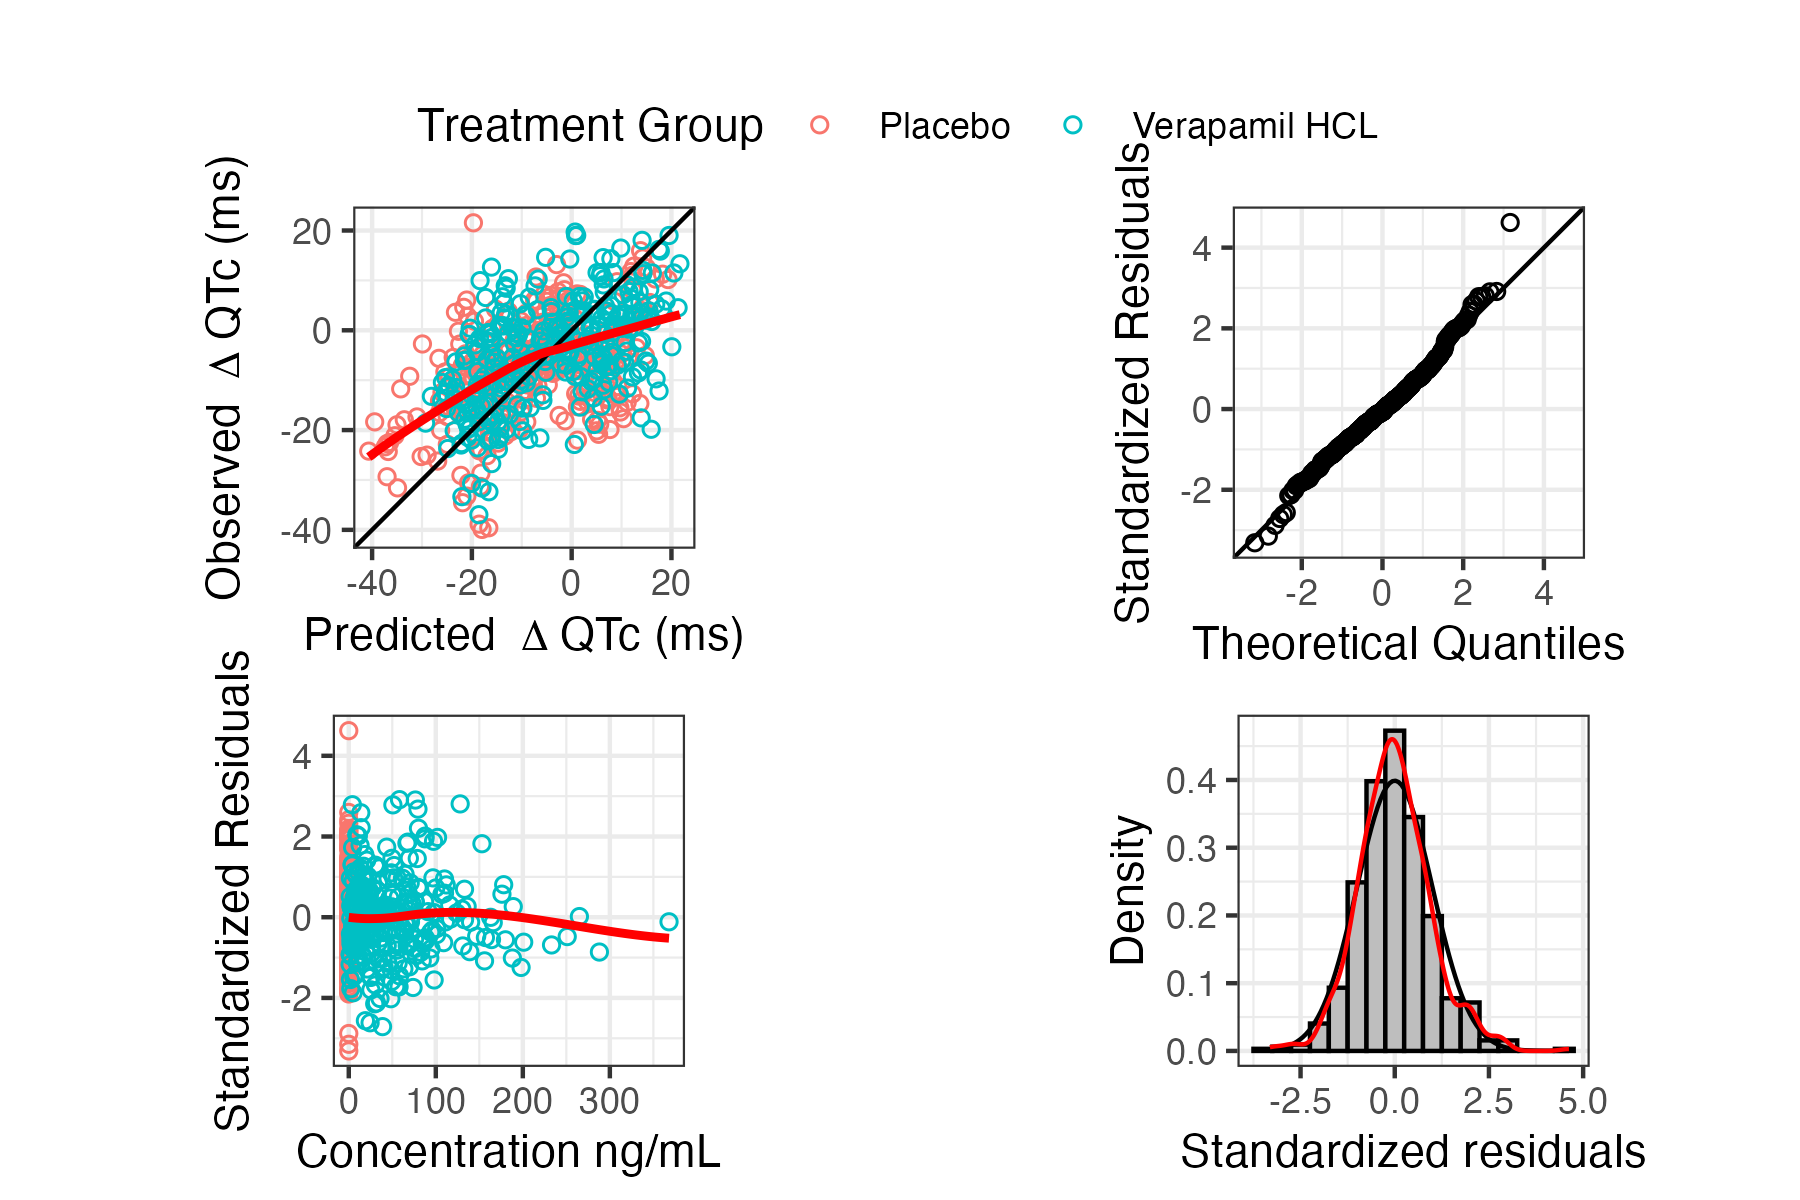 Treatment Group Placebo Verapamil HCL
Observed Δ QTc (ms)
20
0
-20
-40
-40 -20 0 20
Predicted Δ QTc (ms)
Standardized Residuals
4
2
0
-2
-2 0 2 4
Theoretical Quantiles
Standardized Residuals
4
2
0
-2
0 100 200 300
Concentration ng/mL
Density
0.4
0.3
0.2
0.1
0.0
-2.5 0.0 2.5 5.0
Standardized residuals